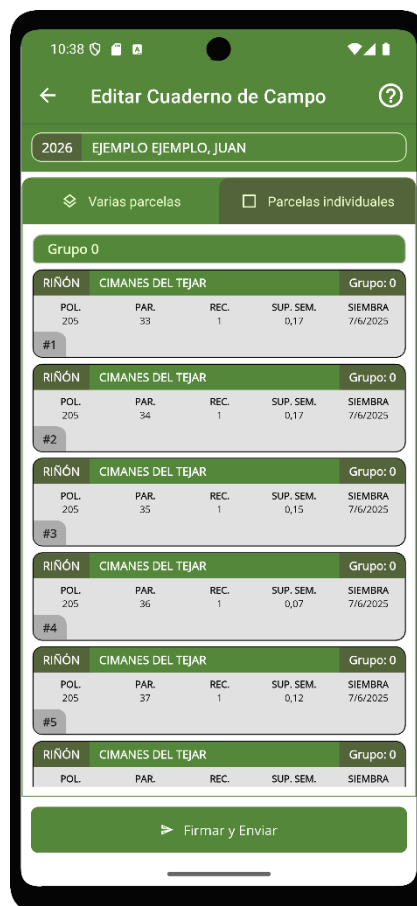 10:38
Editar Cuaderno de Campo
2026 EJEMPLO EJEMPLO, JUAN
Varias parcelas Parcelas individuales
Grupo 0
RIÑÓN CIMANES DEL TEJAR Grupo: 0
POL. PAR. REC. SUP. SEM. SIEMBRA
205 33 1 0,17 7/6/2025
#1
RIÑÓN CIMANES DEL TEJAR Grupo: 0
POL. PAR. REC. SUP. SEM. SIEMBRA
205 34 1 0,17 7/6/2025
#2
RIÑÓN CIMANES DEL TEJAR Grupo: 0
POL. PAR. REC. SUP. SEM. SIEMBRA
205 35 1 0,15 7/6/2025
#3
RIÑÓN CIMANES DEL TEJAR Grupo: 0
POL. PAR. REC. SUP. SEM. SIEMBRA
205 36 1 0,07 7/6/2025
#4
RIÑÓN CIMANES DEL TEJAR Grupo: 0
POL. PAR. REC. SUP. SEM. SIEMBRA
205 37 1 0,12 7/6/2025
#5
RIÑÓN CIMANES DEL TEJAR Grupo: 0
POL. PAR. REC. SUP. SEM. SIEMBRA
Firmar y Enviar